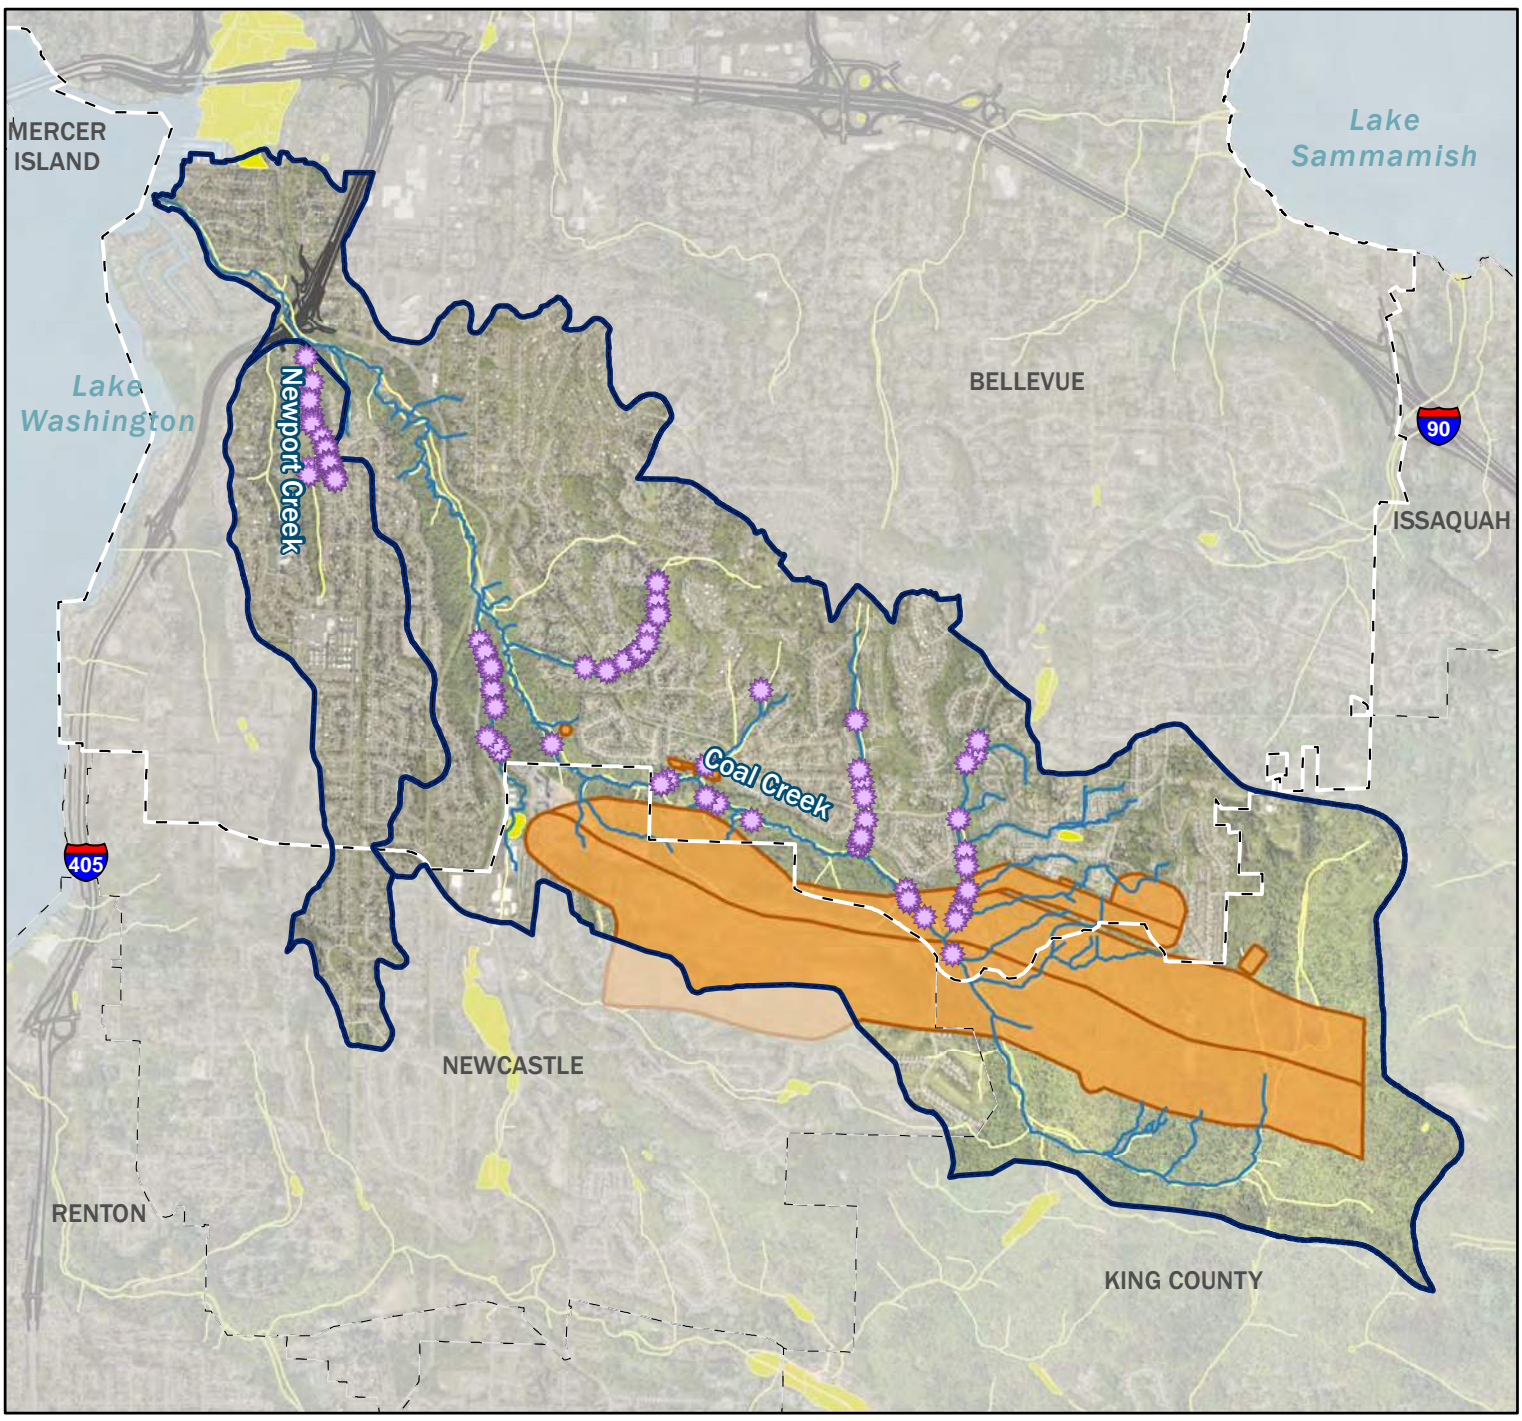 MERCER
ISLAND
Lake
Sammamish
Lake
Washington
BELLEVUE
90
ISSAQUAH
Newport Creek
Coal Creek
405
NEWCASTLE
RENTON
KING COUNTY